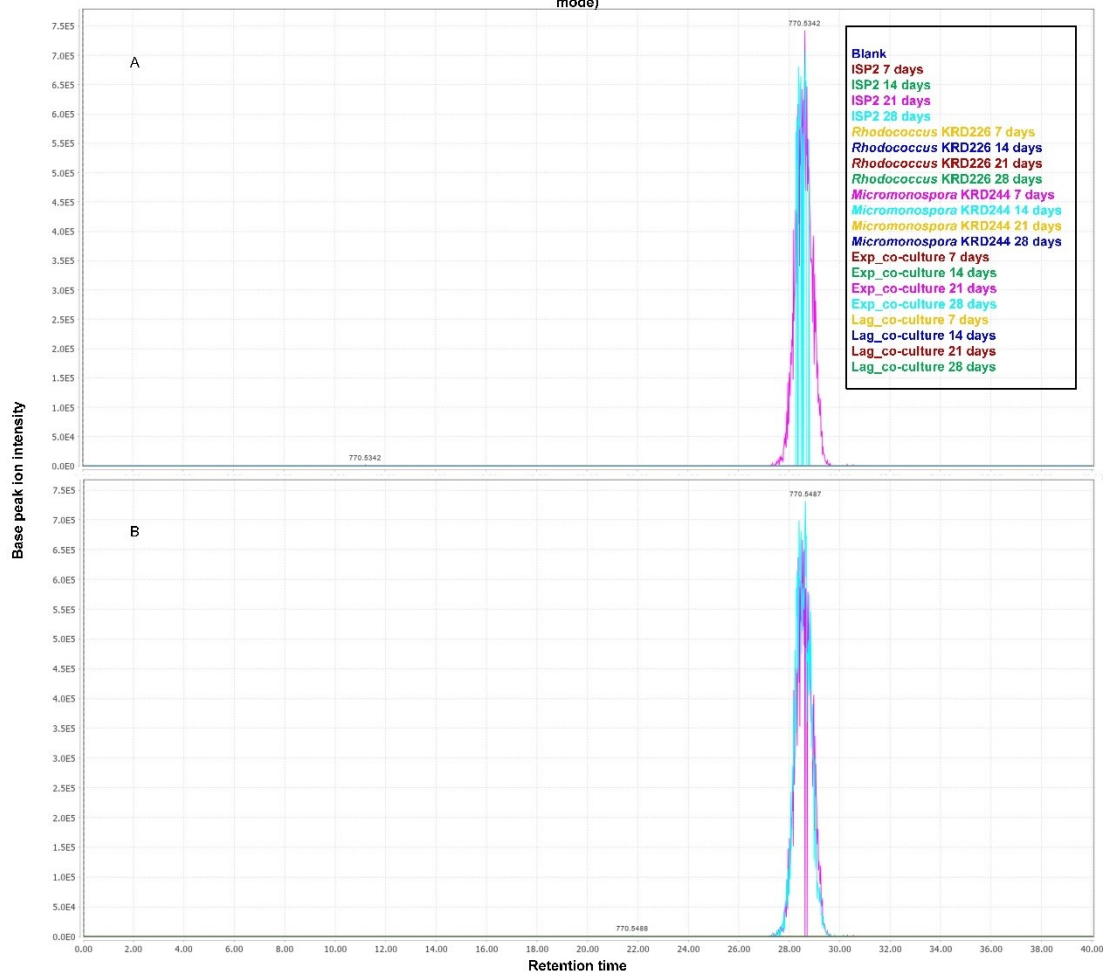 mode)
7.5E5
770.5342
7.0E5
A
6.5E5
6.0E5
5.5E5
5.0E5
4.5E5
4.0E5
3.5E5
3.0E5
2.5E5
2.0E5
1.5E5
1.0E5
5.0E4
770.5342
0.0E0
Blank
ISP2 7 days
ISP2 14 days
ISP2 21 days
ISP2 28 days
Rhodococcus KRD226 7 days
Rhodococcus KRD226 14 days
Rhodococcus KRD226 21 days
Rhodococcus KRD226 28 days
Micromonospora KRD244 7 days
Micromonospora KRD244 14 days
Micromonospora KRD244 21 days
Micromonospora KRD244 28 days
Exp_co-culture 7 days
Exp_co-culture 14 days
Exp_co-culture 21 days
Exp_co-culture 28 days
Lag_co-culture 7 days
Lag_co-culture 14 days
Lag_co-culture 21 days
Lag_co-culture 28 days
Base peak ion intensity
7.5E5
770.5487
7.0E5
B
6.5E5
6.0E5
5.5E5
5.0E5
4.5E5
4.0E5
3.5E5
3.0E5
2.5E5
2.0E5
1.5E5
1.0E5
5.0E4
770.5488
0.0E0
0.00 2.00 4.00 6.00 8.00 10.00 12.00 14.00 16.00 18.00 20.00 22.00 24.00 26.00 28.00 30.00 32.00 34.00 36.00 38.00 40.00
Retention time